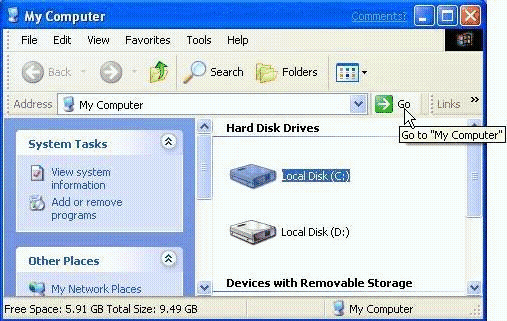 My Computer Comments?
File Edit View Favorites Tools Help
Back Search Folders
Address My Computer Go Links »
Go to "My Computer"
System Tasks
View system
information
Add or remove
programs
Other Places
My Network Places
Hard Disk Drives
Local Disk (C:)
Local Disk (D:)
Devices with Removable Storage
Free Space: 5.91 GB Total Size: 9.49 GB My Computer